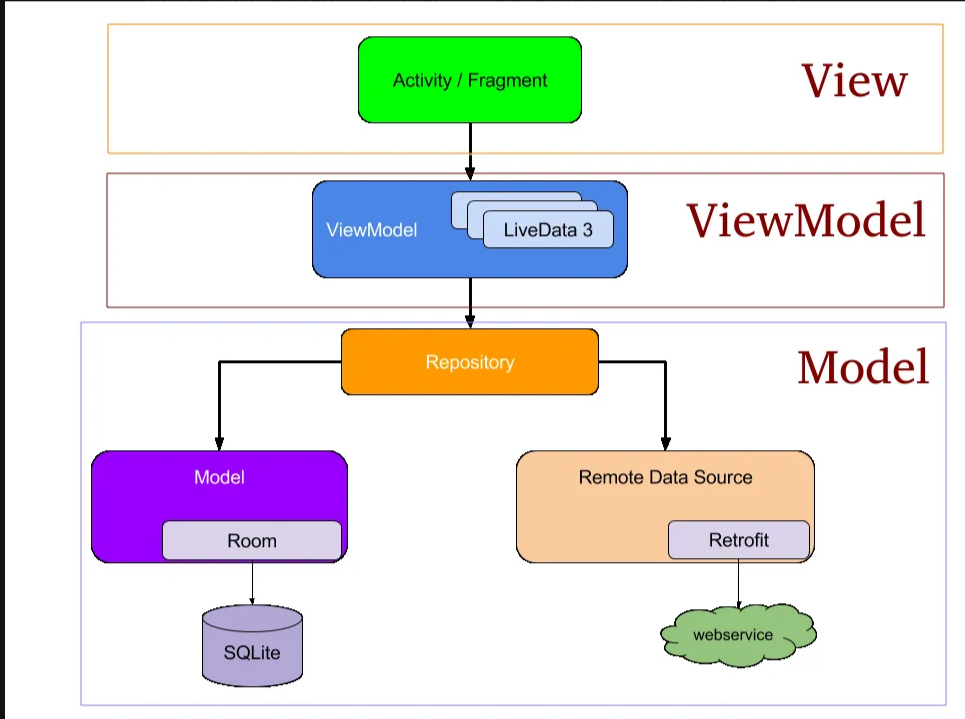 Activity / Fragment
View
ViewModel
LiveData 3
ViewModel
Repository
Model
Model
Remote Data Source
Room
Retrofit
SQLite
webservice